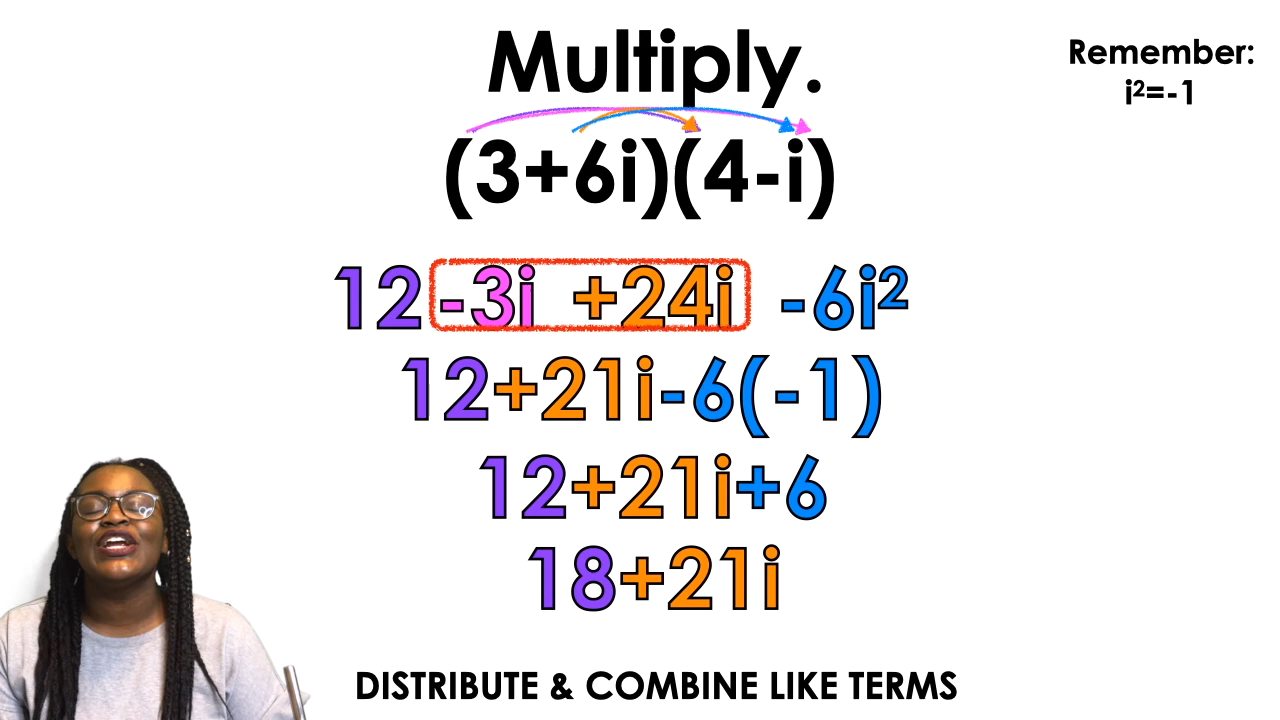 Multiply.
Remember:
i²=-1
(3+6i)(4-i)
12 -3i +24i -6i²
12+21i-6(-1)
12+21i+6
18+21i
DISTRIBUTE & COMBINE LIKE TERMS